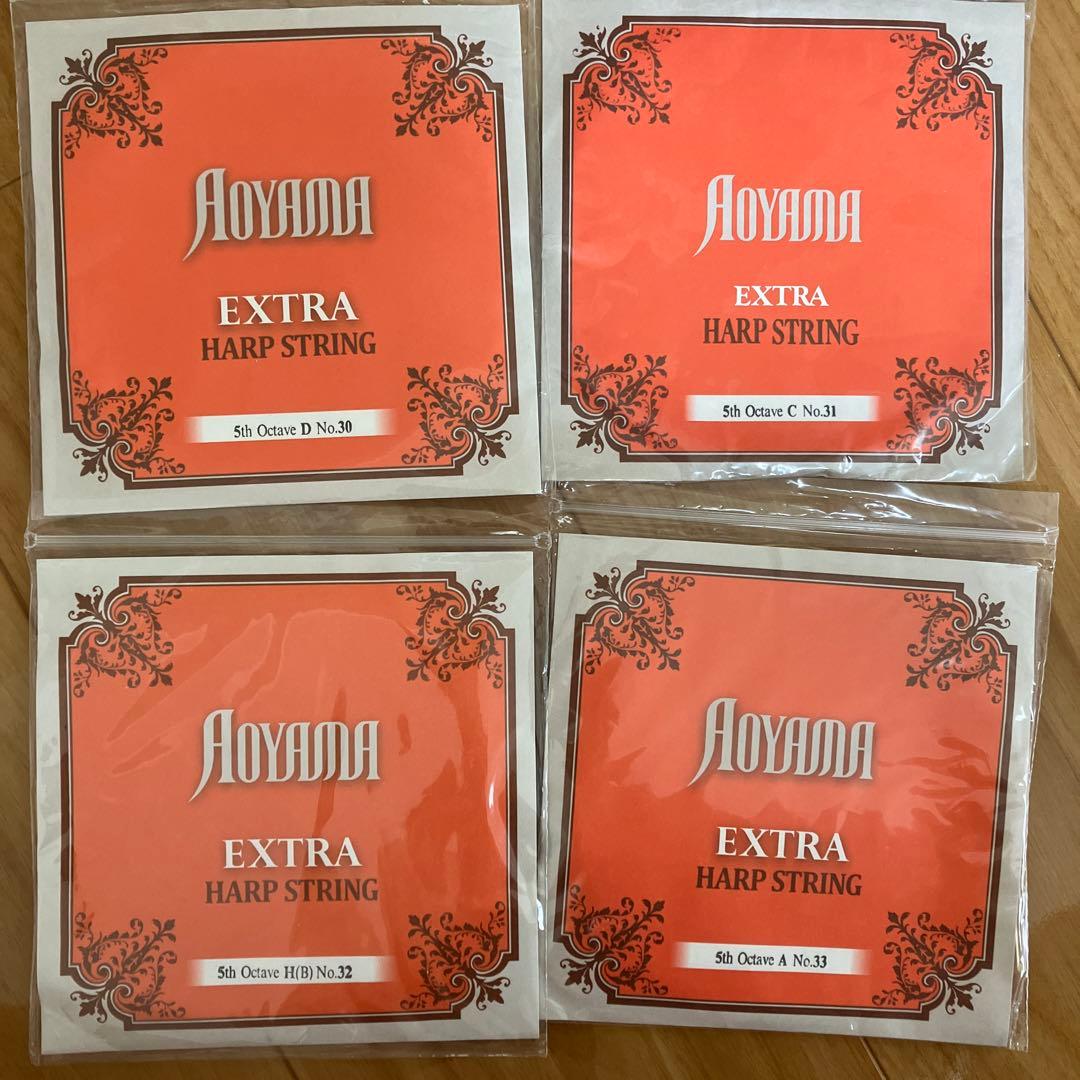 AOYAMA
EXTRA
HARP STRING
5th Octave D No.30
AOYAMA
EXTRA
HARP STRING
5th Octave C No.31
AOYAMA
EXTRA
HARP STRING
5th Octave H(B) No.32
AOYAMA
EXTRA
HARP STRING
5th Octave A No.33